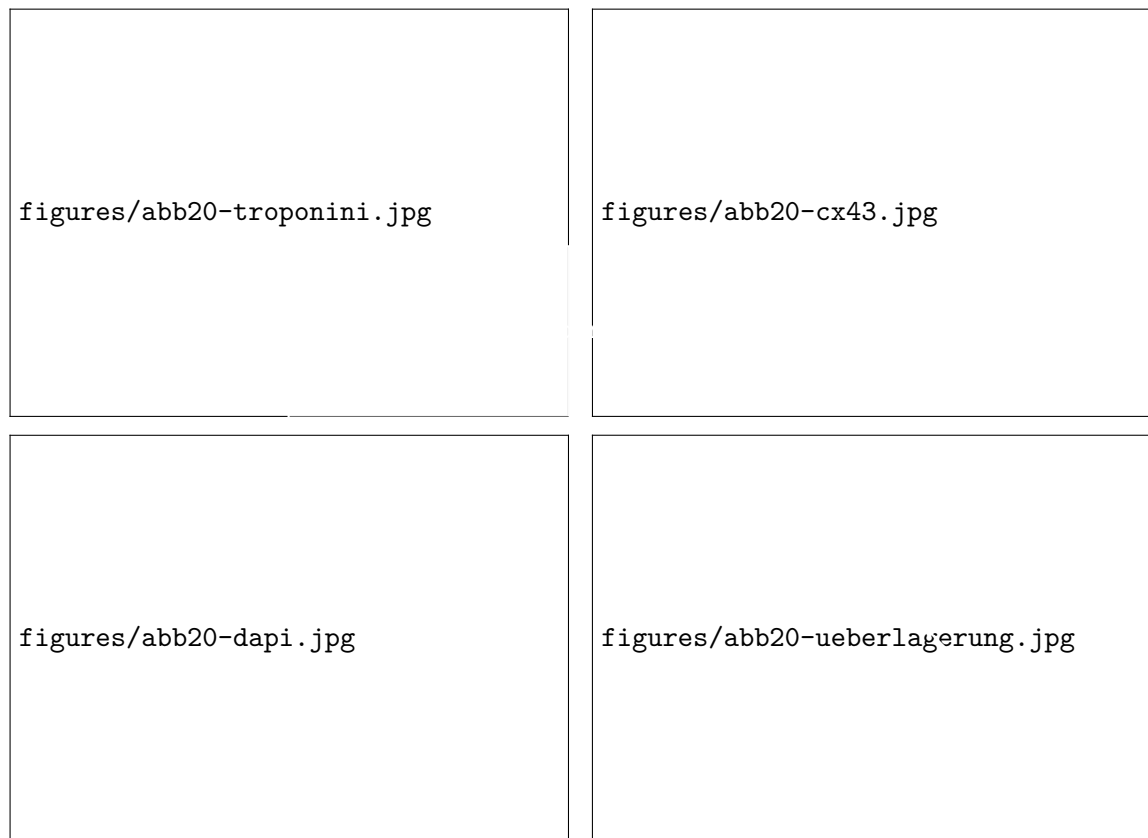 figures/abb20-troponini.jpg
figures/abb20-cx43.jpg
figures/abb20-dapi.jpg
figures/abb20-ueberlagerung.jpg